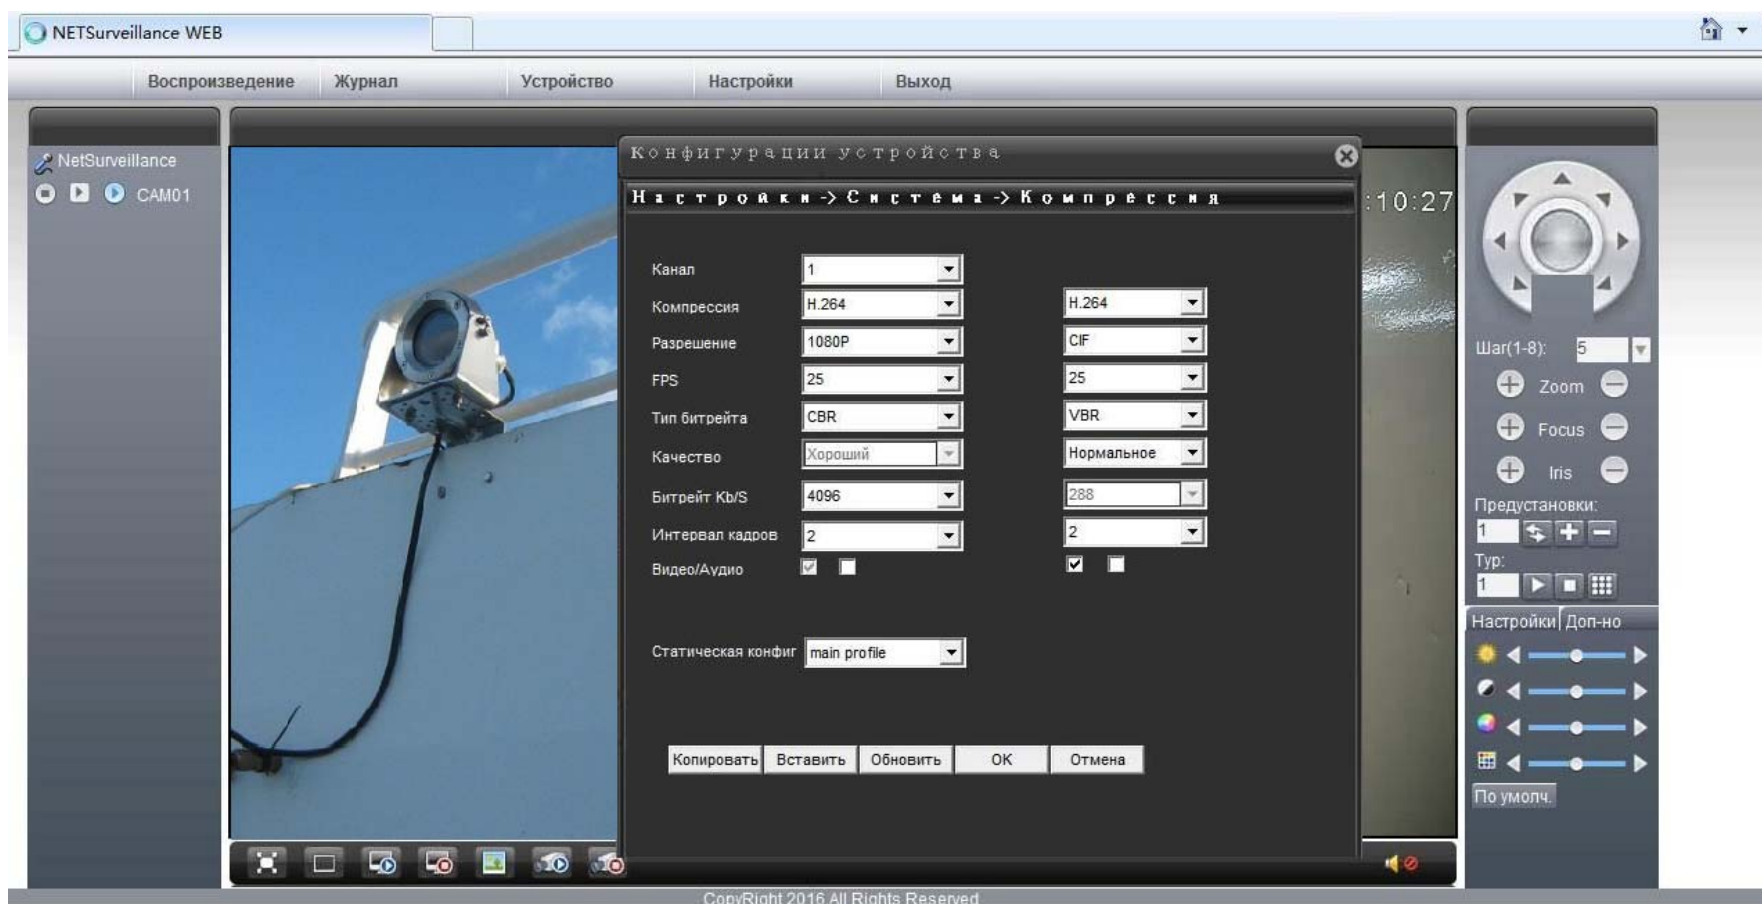 NETSurveillance WEB
Воспроизведение Журнал Устройство Настройки Выход
NetSurveillance
CAM01
Конфигурации устройства
Настройки->Система->Компрессия
:10:27
Канал 1
Компрессия H.264 H.264
Разрешение 1080P CIF
FPS 25 25
Тип битрейта CBR VBR
Качество Хороший Нормальное
Битрейт Kb/S 4096 288
Интервал кадров 2 2
Видео/Аудио
Статическая конфиг main profile
Копировать Вставить Обновить OK Отмена
Шаг(1-8): 5
Zoom
Focus
Iris
Предустановки:
1
Тур:
1
Настройки Доп-но
По умолч.
CopyRight 2016 All Rights Reserved